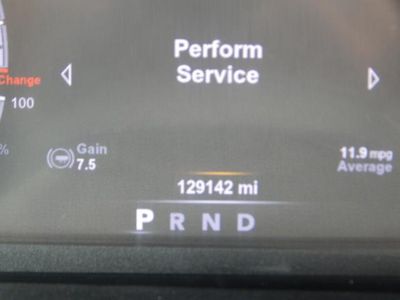 Perform
Service
Change
100
%
Gain
7.5
11.9 mpg
Average
129142 mi
P R N D